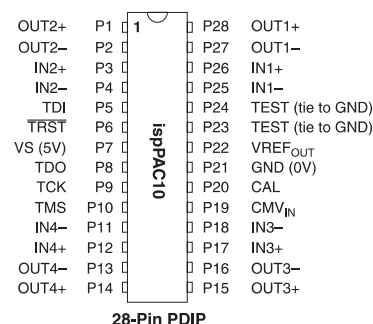 OUT2+ P1 1 P28 OUT1+
OUT2– P2 P27 OUT1–
IN2+ P3 P26 IN1+
IN2– P4 P25 IN1–
TDI P5 P24 TEST (tie to GND)
TRST P6 P23 TEST (tie to GND)
VS (5V) P7 P22 VREFOUT
TDO P8 P21 GND (0V)
TCK P9 P20 CAL
TMS P10 P19 CMVIN
IN4– P11 P18 IN3–
IN4+ P12 P17 IN3+
OUT4– P13 P16 OUT3–
OUT4+ P14 P15 OUT3+
ispPAC10
28-Pin PDIP